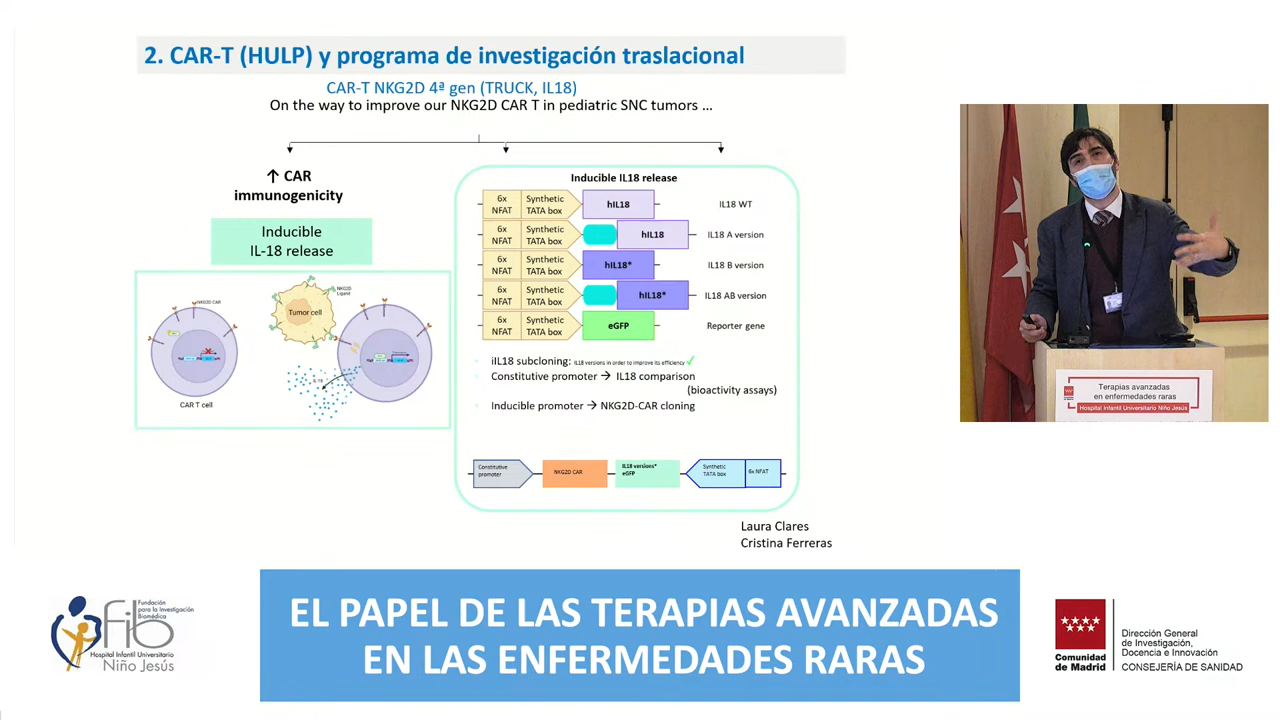 2. CAR-T (HULP) y programa de investigación traslacional
CAR-T NKG2D 4ª gen (TRUCK, IL18)
On the way to improve our NKG2D CAR T in pediatric SNC tumors ...
↑ CAR
immunogenicity
Inducible
IL-18 release
NKG2D CAR
CAR T cell
Tumor cell
NKG2D
Ligand
IL-18
Inducible IL18 release
6x
NFAT
Synthetic
TATA box
hIL18
IL18 WT
6x
NFAT
Synthetic
TATA box
hIL18
IL18 A version
6x
NFAT
Synthetic
TATA box
hIL18*
IL18 B version
6x
NFAT
Synthetic
TATA box
hIL18*
IL18 AB version
6x
NFAT
Synthetic
TATA box
eGFP
Reporter gene
iIL18 subcloning: IL18 versions in order to improve its efficiency ✓
Constitutive promoter → IL18 comparison
(bioactivity assays)
Inducible promoter → NKG2D-CAR cloning
Constitutive
promoter
NKG2D CAR
IL18 versions*
eGFP
Synthetic
TATA box
6x NFAT
Laura Clares
Cristina Ferreras
Terapias avanzadas
en enfermedades raras
Hospital Infantil Universitario Niño Jesús
fib
Fundación
para la Investigación
Biomédica
Hospital Infantil Universitario
Niño Jesús
EL PAPEL DE LAS TERAPIAS AVANZADAS
EN LAS ENFERMEDADES RARAS
Comunidad
de Madrid
Dirección General
de Investigación,
Docencia e Innovación
CONSEJERÍA DE SANIDAD